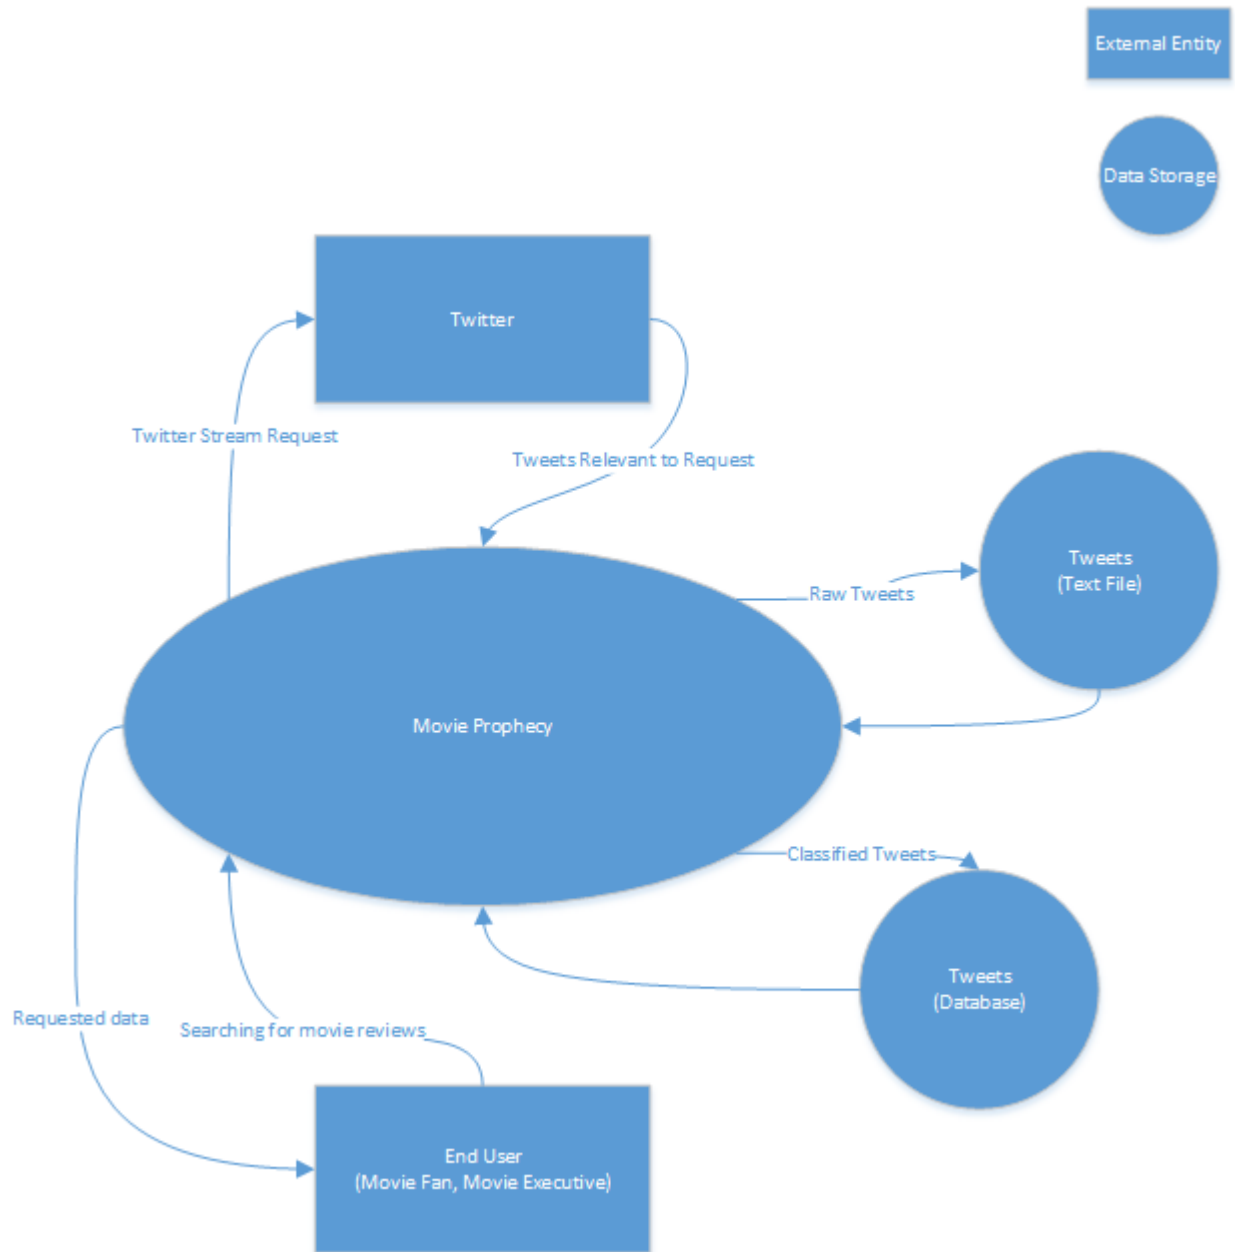 External Entity
Data Storage
Twitter
Twitter Stream Request
Tweets Relevant to Request
Tweets
(Text File)
Raw Tweets
Movie Prophecy
Classified Tweets
Tweets
(Database)
Requested data
Searching for movie reviews
End User
(Movie Fan, Movie Executive)